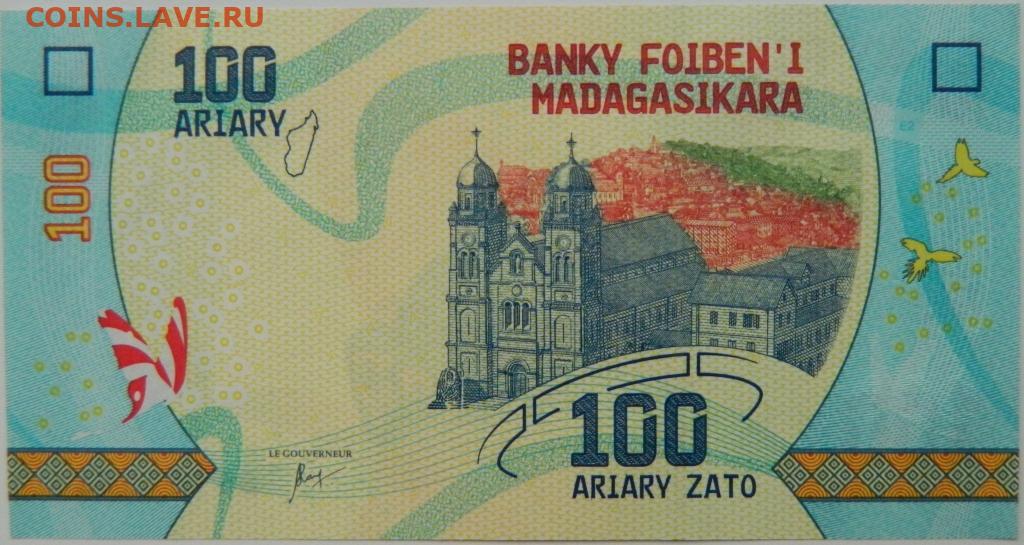 COINS.LAVE.RU
100
ARIARY
BANKY FOIBEN'I
MADAGASIKARA
100
LE GOUVERNEUR
100
ARIARY ZATO